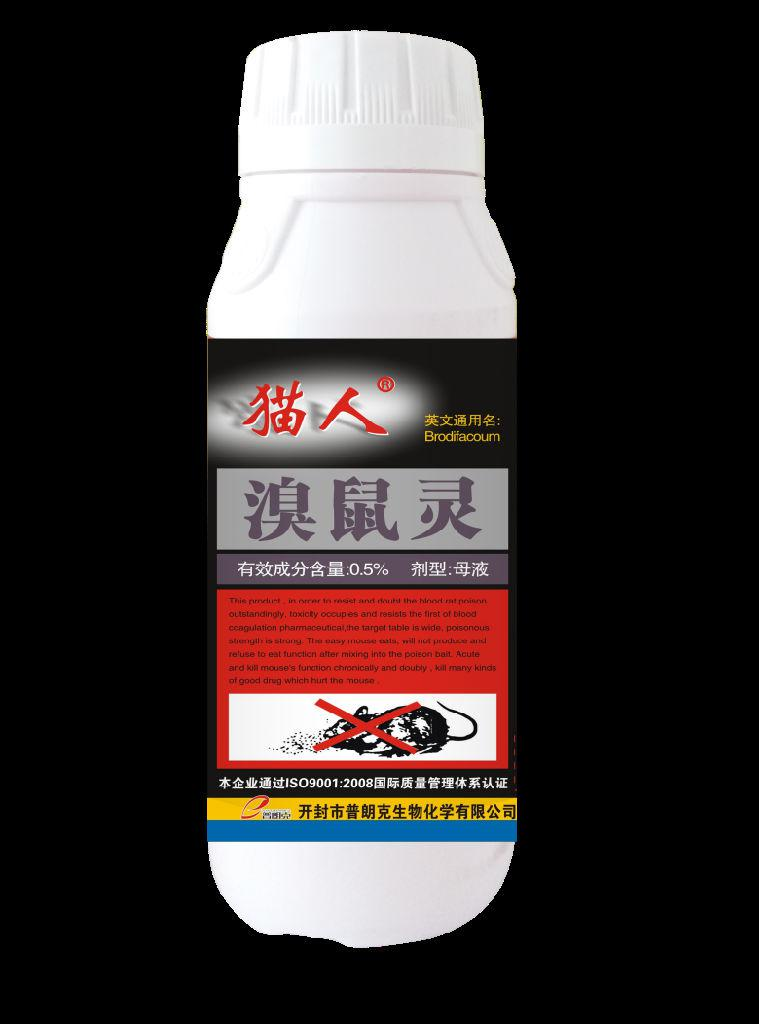 猫人®
英文通用名:
Brodifacoum
溴鼠灵
有效成分含量:0.5% 剂型:母液
This product , in orcer to resist and doubt the blood rat poison
outstandingly, toxicity occupies and resists the first of blood
coagulation pharmaceutical,the target table is wide, poisonous
strength is strong. The easy mouse eats, will not produce and
refuse to eat function after mixing into the poison bait. Acute
and kill mouse's function chronically and doubly , kill many kinds
of good drug which hurt the mouse .
本企业通过ISO9001:2008国际质量管理体系认证
普朗克 开封市普朗克生物化学有限公司